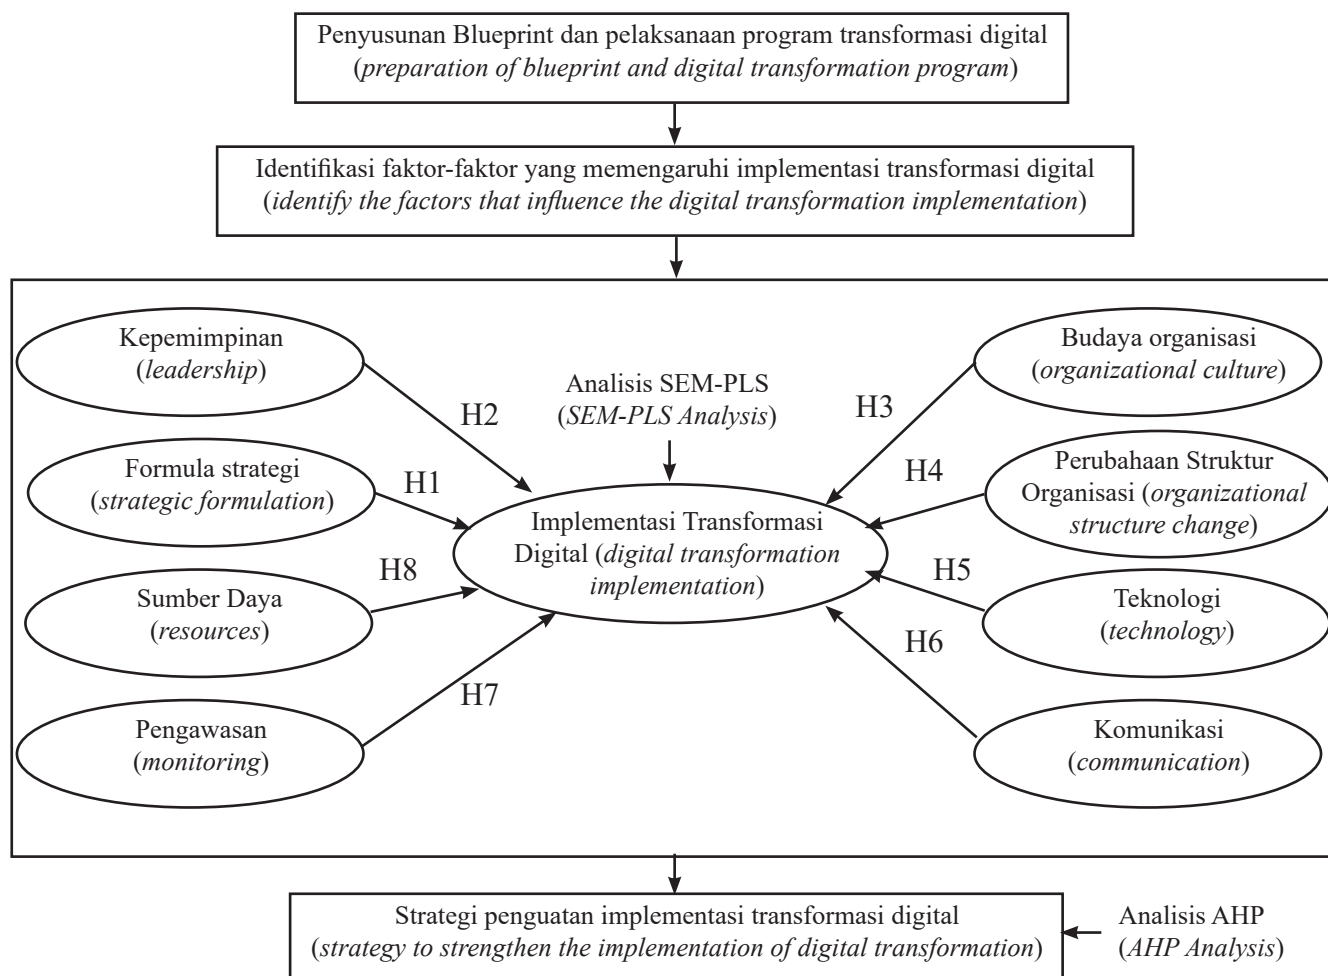 Penyusunan Blueprint dan pelaksanaan program transformasi digital
(preparation of blueprint and digital transformation program)
Identifikasi faktor-faktor yang memengaruhi implementasi transformasi digital
(identify the factors that influence the digital transformation implementation)
Kepemimpinan
(leadership)
H2
Formula strategi
(strategic formulation)
H1
Sumber Daya
(resources)
H8
Pengawasan
(monitoring)
H7
Analisis SEM-PLS
(SEM-PLS Analysis)
Implementasi Transformasi
Digital (digital transformation
implementation)
Budaya organisasi
(organizational culture)
H3
Perubahaan Struktur
Organisasi (organizational
structure change)
H4
Teknologi
(technology)
H5
Komunikasi
(communication)
H6
Strategi penguatan implementasi transformasi digital
(strategy to strengthen the implementation of digital transformation)
Analisis AHP
(AHP Analysis)